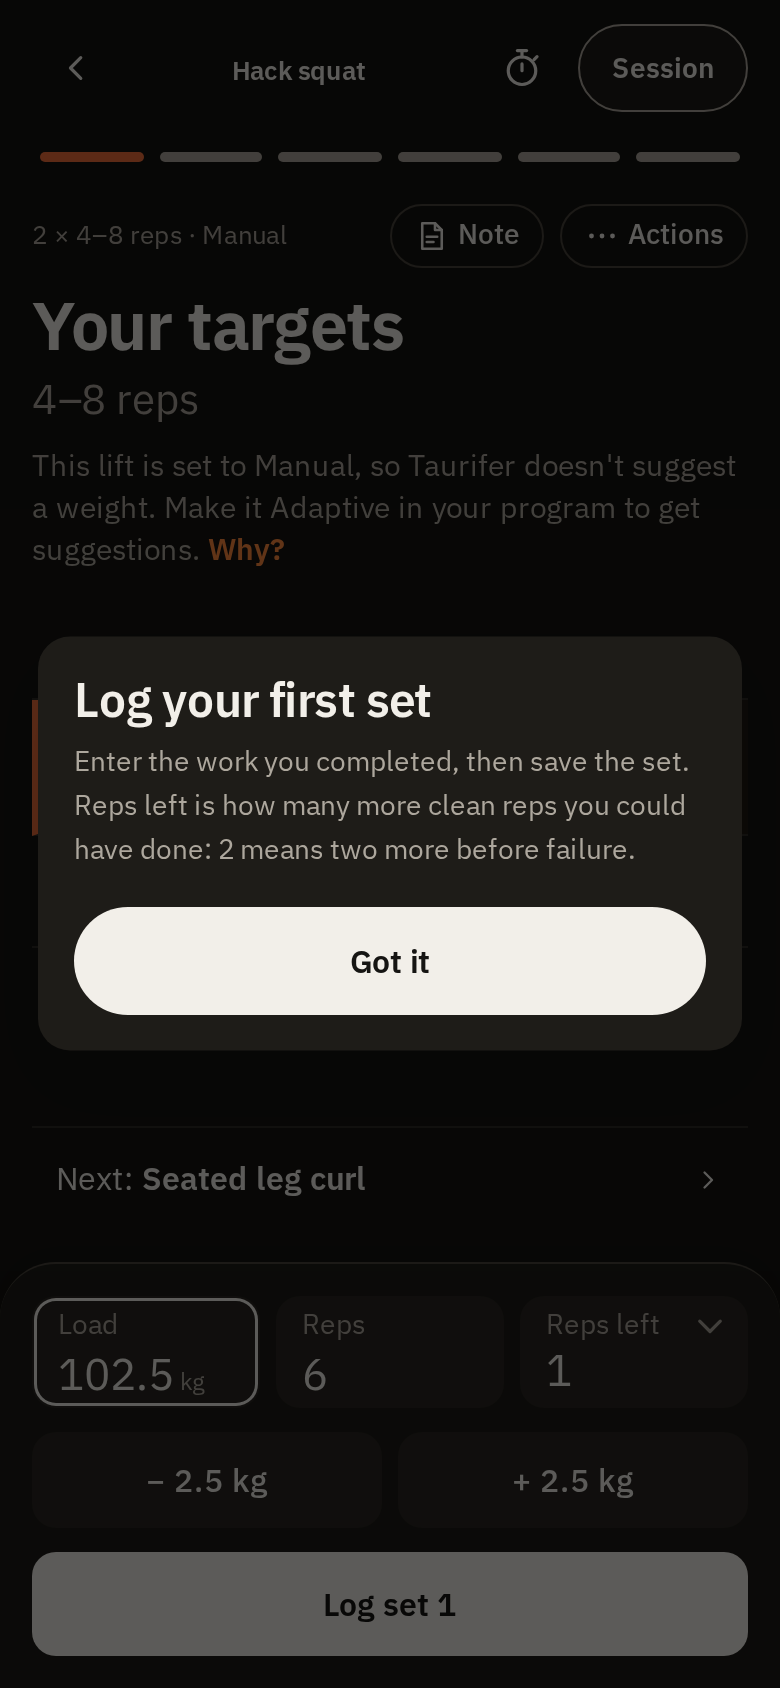 Hack squat
Session
2 × 4–8 reps · Manual
Note
Actions
Your targets
4–8 reps
This lift is set to Manual, so Taurifer doesn't suggest
a weight. Make it Adaptive in your program to get
suggestions. Why?
Log your first set
Enter the work you completed, then save the set.
Reps left is how many more clean reps you could
have done: 2 means two more before failure.
Got it
Next: Seated leg curl
Load
102.5 kg
Reps
6
Reps left
1
– 2.5 kg
+ 2.5 kg
Log set 1